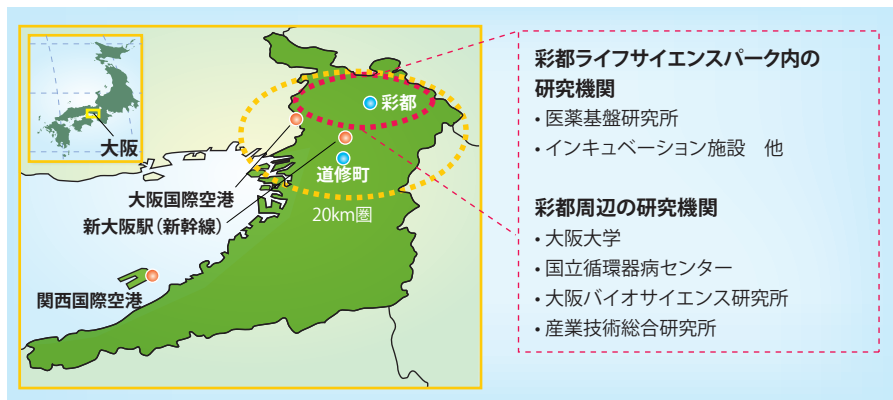 大阪
彩都
道修町
大阪国際空港
新大阪駅(新幹線)
20km圏
関西国際空港
彩都ライフサイエンスパーク内の
研究機関
・医薬基盤研究所
・インキュベーション施設　他
彩都周辺の研究機関
・大阪大学
・国立循環器病センター
・大阪バイオサイエンス研究所
・産業技術総合研究所